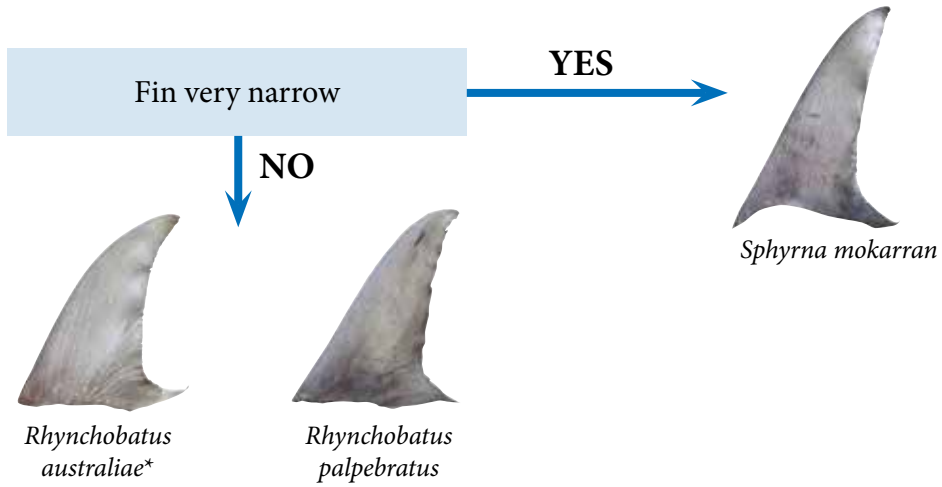 Fin very narrow
YES
NO
Sphyrna mokarran
Rhynchobatus
australiae*
Rhynchobatus
palpebratus